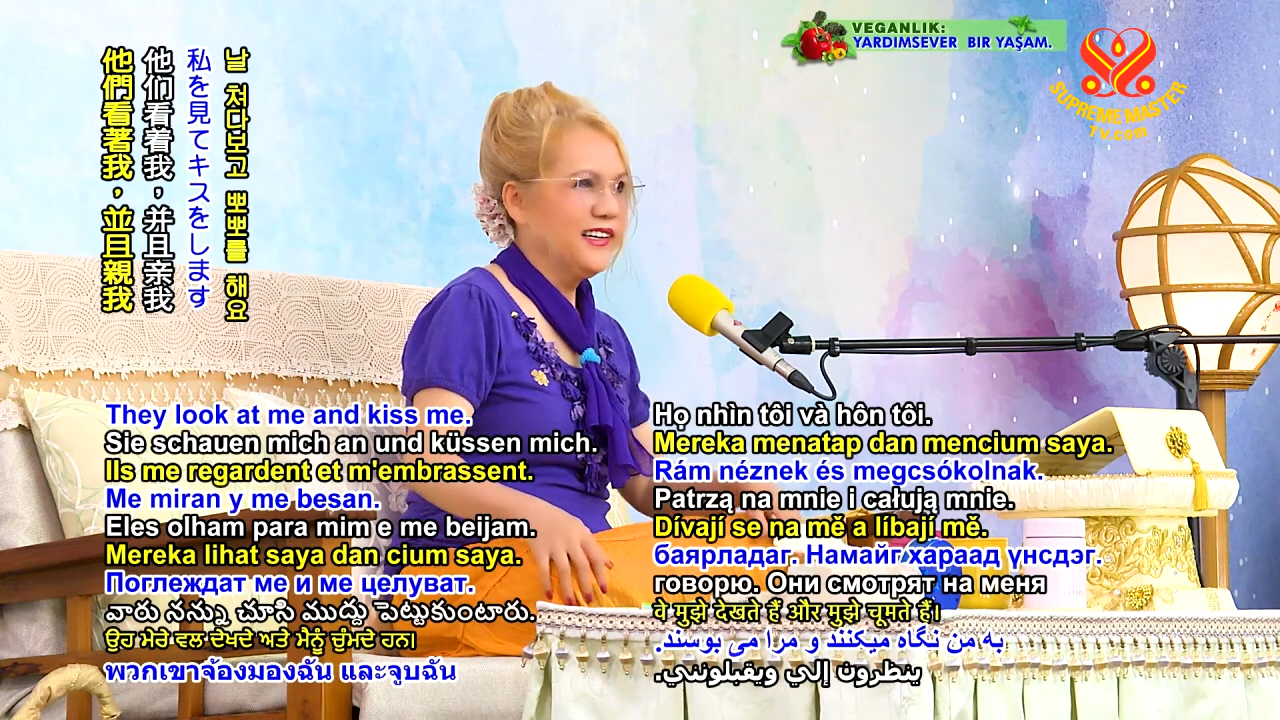 VEGANLIK:
YARDIMSEVER BIR YAŞAM.
SUPREME MASTER
TV.com
他們看著我，並且親我
他们看着我，并且亲我
私を見てキスをします
날 쳐다보고 뽀뽀를 해요
They look at me and kiss me.
Sie schauen mich an und küssen mich.
Ils me regardent et m'embrassent.
Me miran y me besan.
Eles olham para mim e me beijam.
Mereka lihat saya dan cium saya.
Поглеждат ме и ме целуват.
వారు నన్ను చూసి ముద్దు పెట్టుకుంటారు.
ਉਹ ਮੇਰੇ ਵਲ ਦੇਖਦੇ ਅਤੇ ਮੈਨੂੰ ਚੁੰਮਦੇ ਹਨ।
พวกเขาจ้องมองฉัน และจูบฉัน
Họ nhìn tôi và hôn tôi.
Mereka menatap dan mencium saya.
Rám néznek és megcsókolnak.
Patrzą na mnie i całują mnie.
Dívají se na mě a líbají mě.
баярладаг. Намайг хараад үнсдэг.
говорю. Они смотрят на меня
वे मुझे देखते हैं और मुझे चूमते हैं।
به من نگاه میکنند و مرا می بوسند.
ينظرون إلي ويقبلونني.